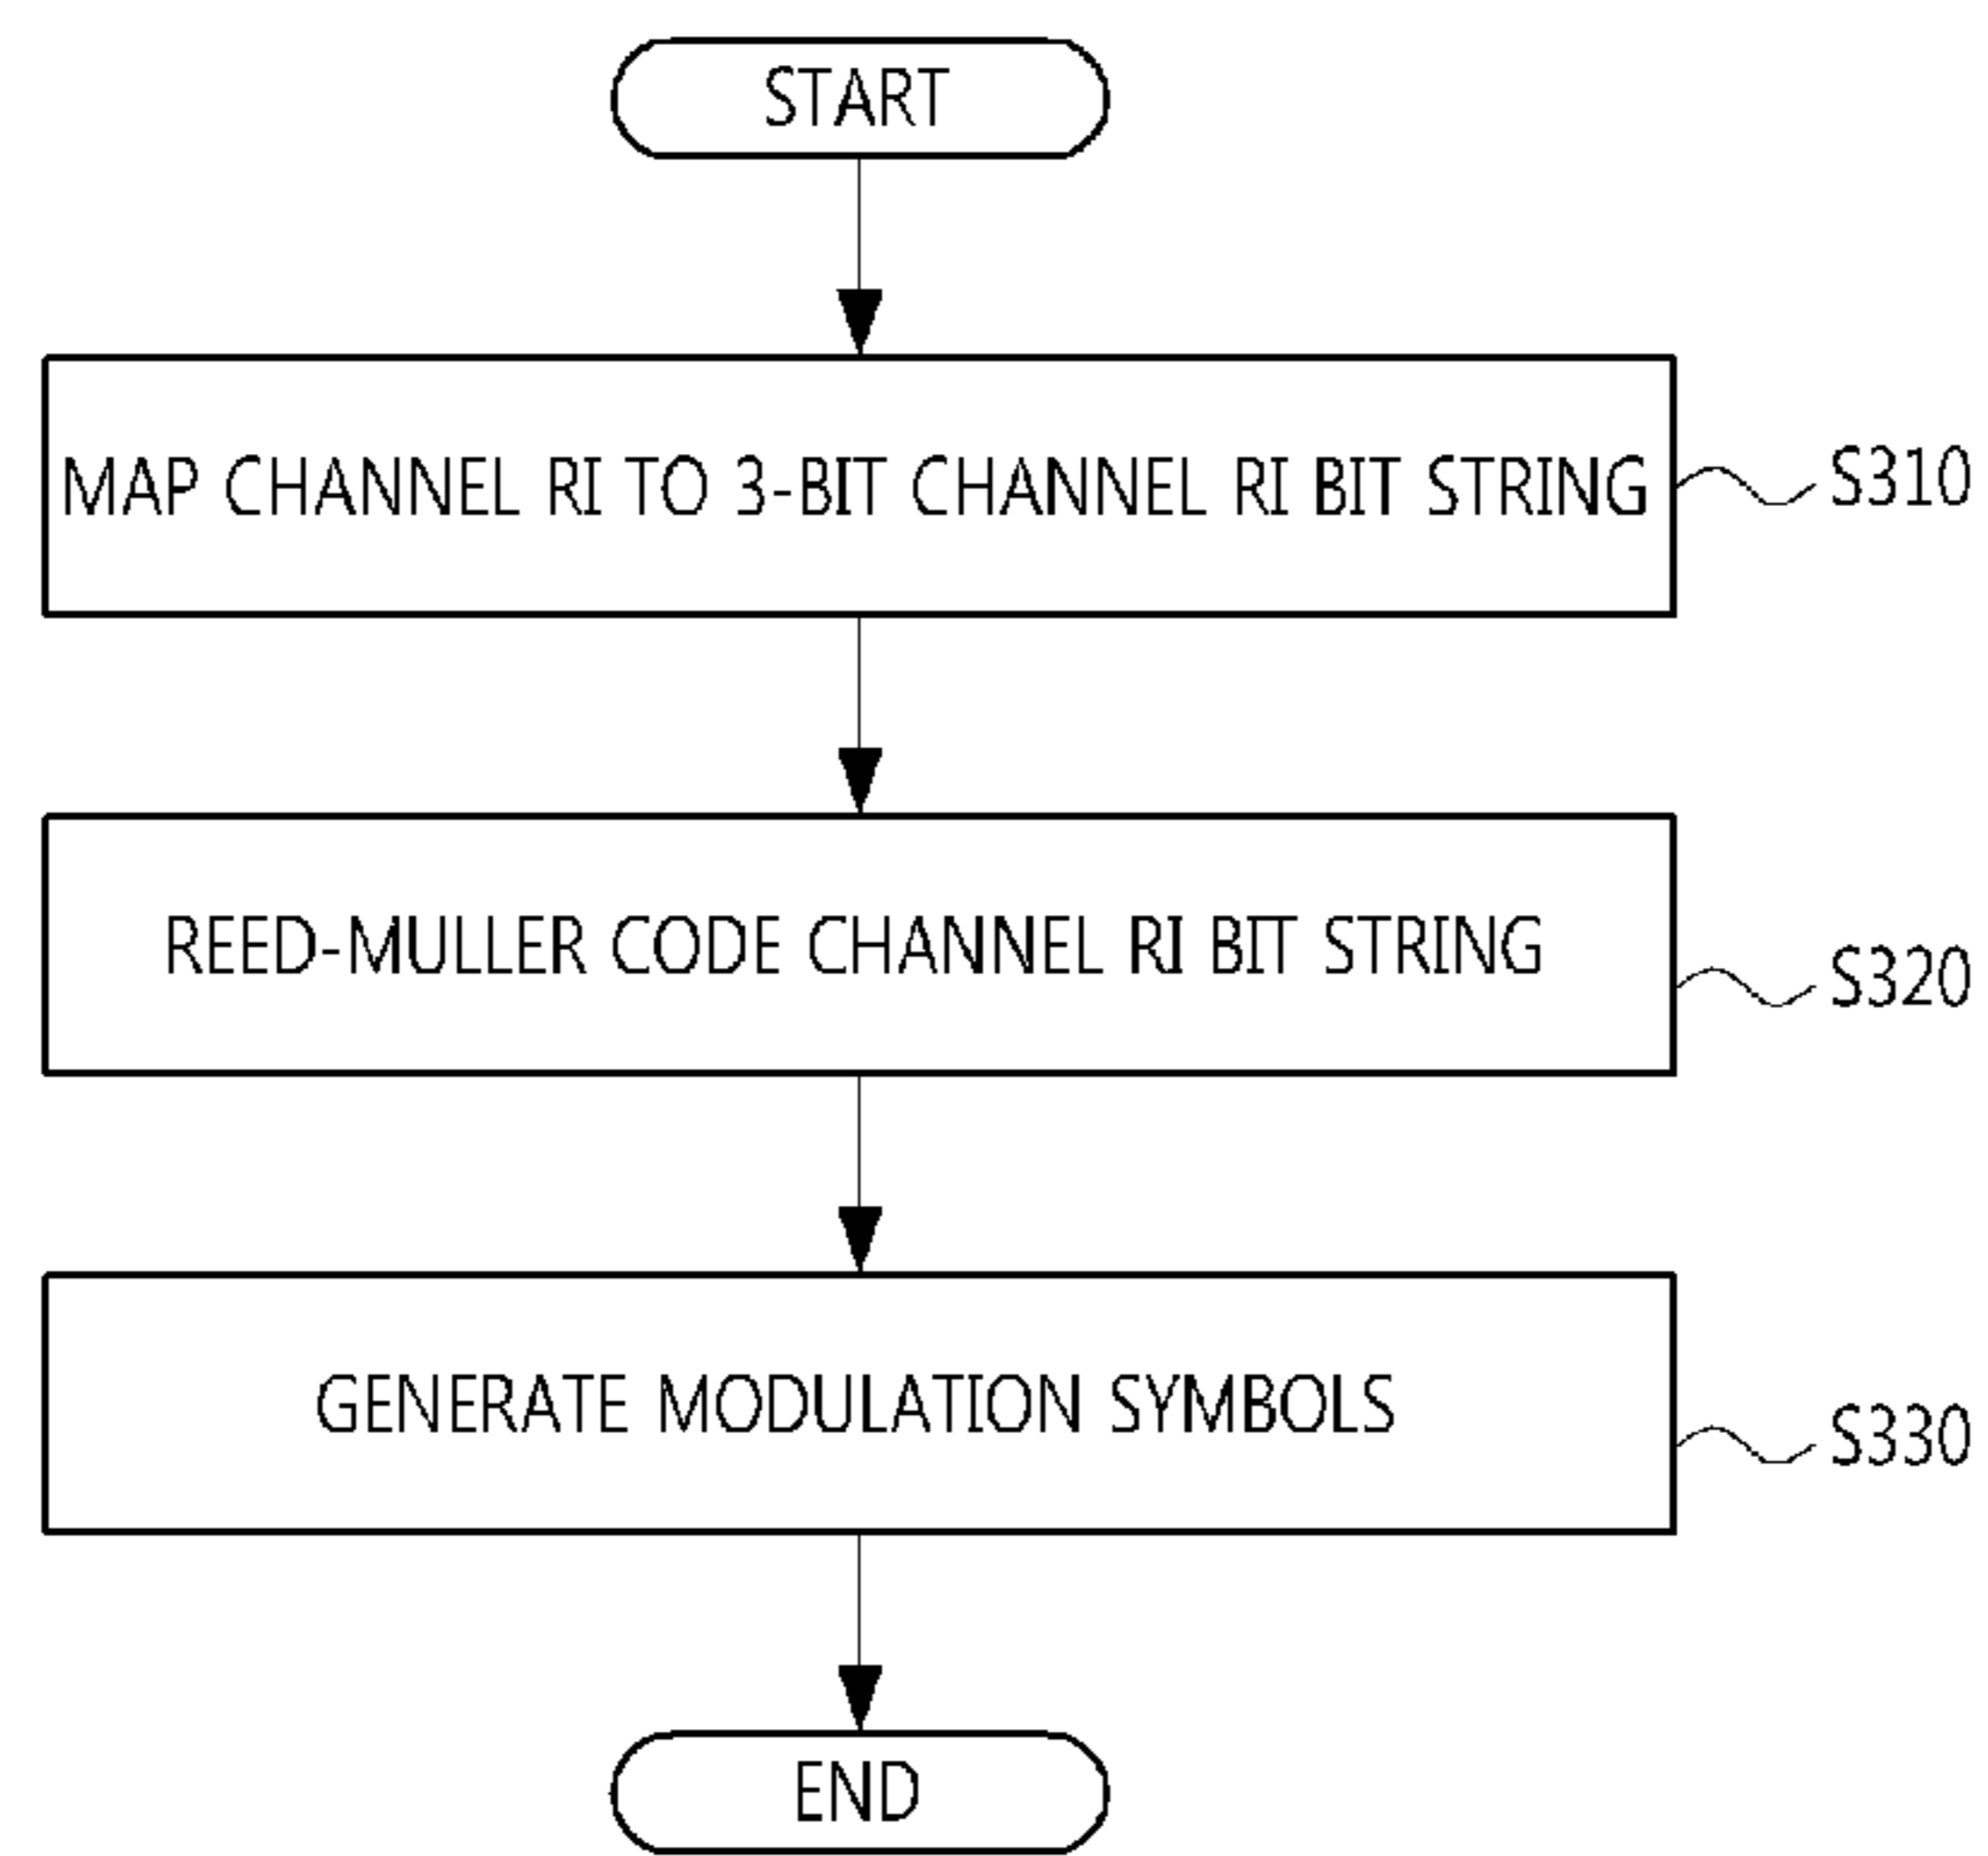 START
MAP CHANNEL RI TO 3-BIT CHANNEL RI BIT STRING
S310
REED-MULLER CODE CHANNEL RI BIT STRING
S320
GENERATE MODULATION SYMBOLS
S330
END